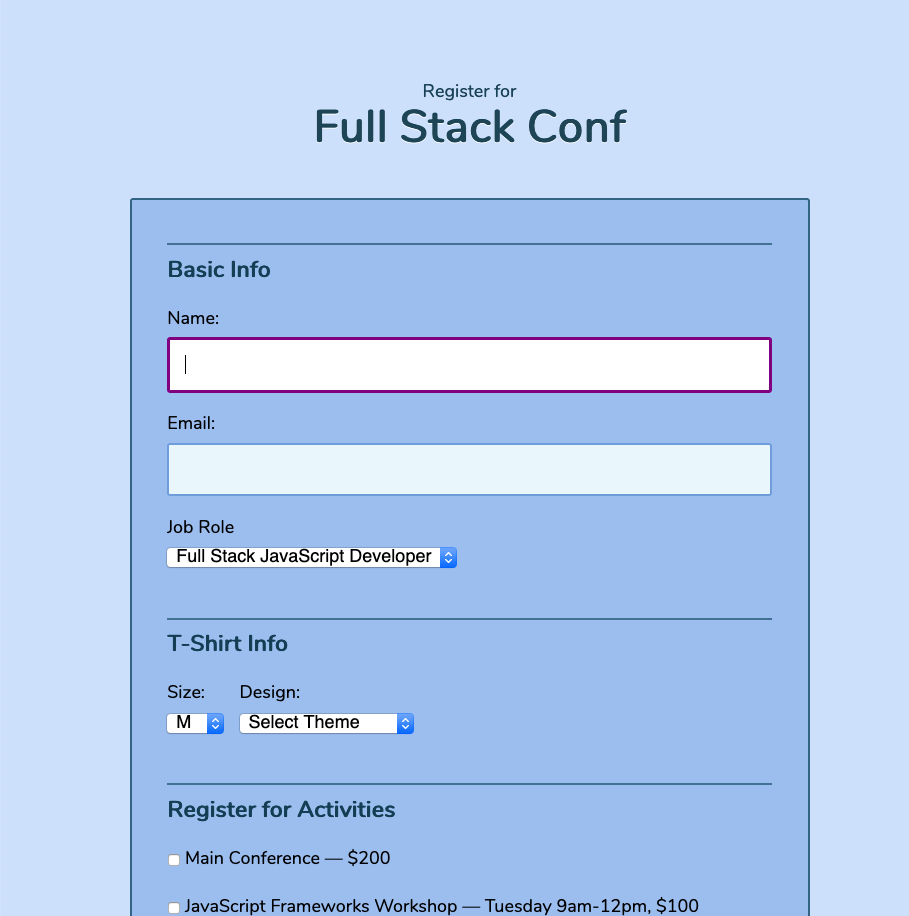 Register for
Full Stack Conf
Basic Info
Name:
Email:
Job Role
Full Stack JavaScript Developer
T-Shirt Info
Size: Design:
M Select Theme
Register for Activities
Main Conference — $200
JavaScript Frameworks Workshop — Tuesday 9am-12pm, $100